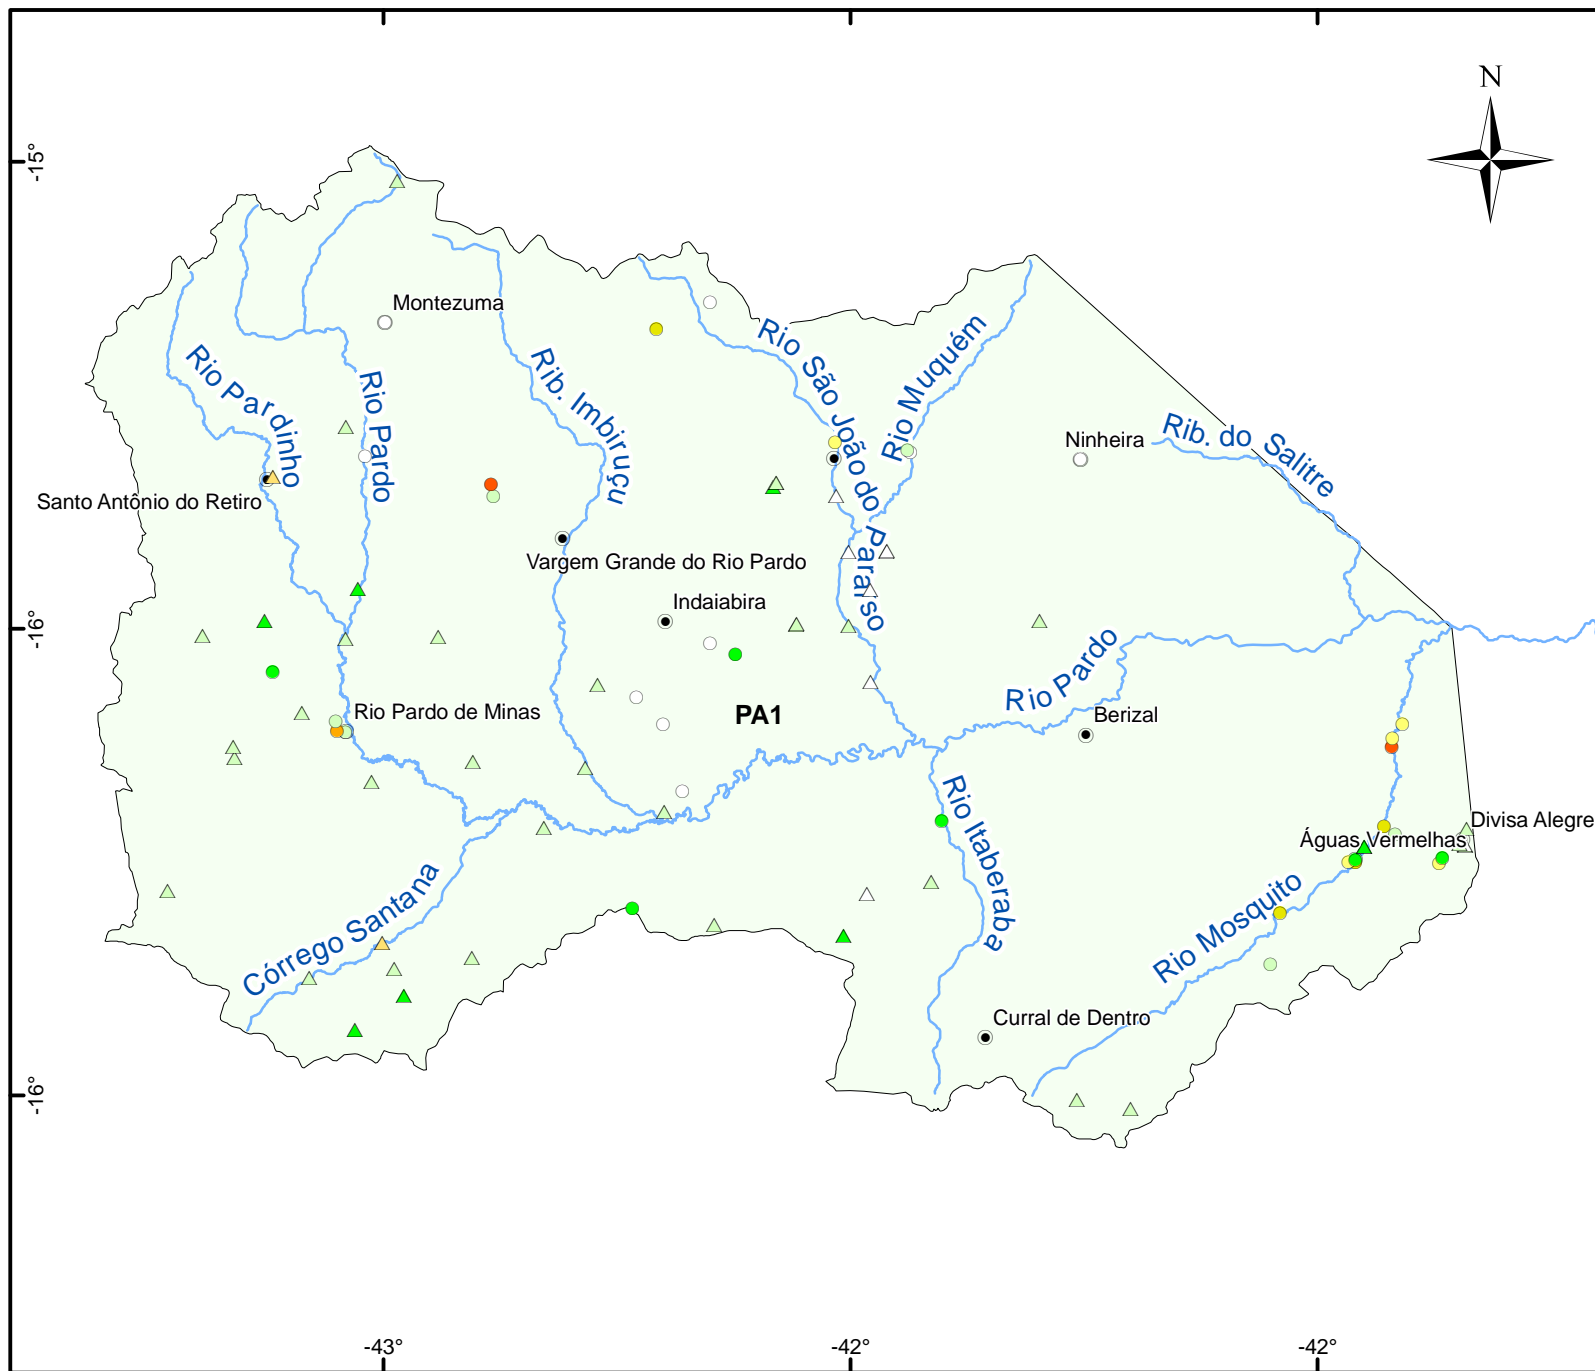 N
-15°
Montezuma
Rio São João do Pararso
Rio Muquém
Rio Pardinho
Rio Pardo
Rib. Imbiruçu
Ninheira
Rib. do Salitre
Santo Antônio do Retiro
Vargem Grande do Rio Pardo
Indaiabira
-16°
Rio Pardo
Rio Pardo de Minas
PA1
Berizal
Rio Itaberaba
Divisa Alegre
Águas Vermelhas
Córrego Santana
Rio Mosquito
Curral de Dentro
-16°
-43°
-42°
-42°